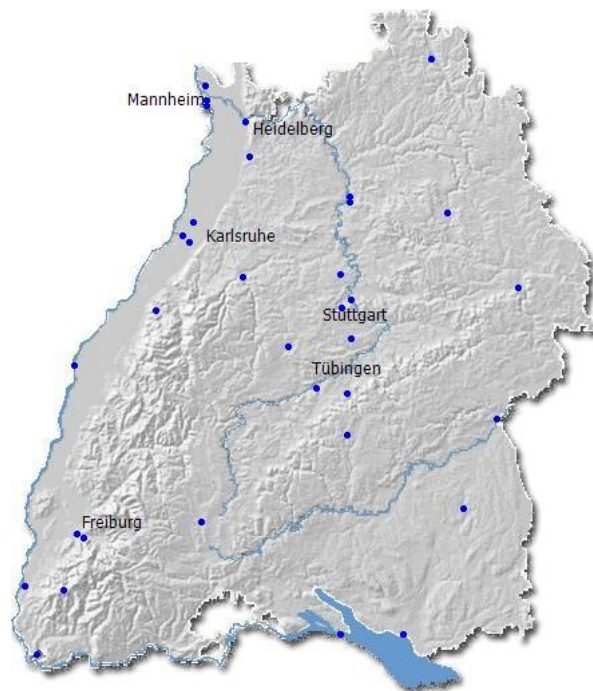 Mannheim
Heidelberg
Karlsruhe
Stuttgart
Tübingen
Freiburg